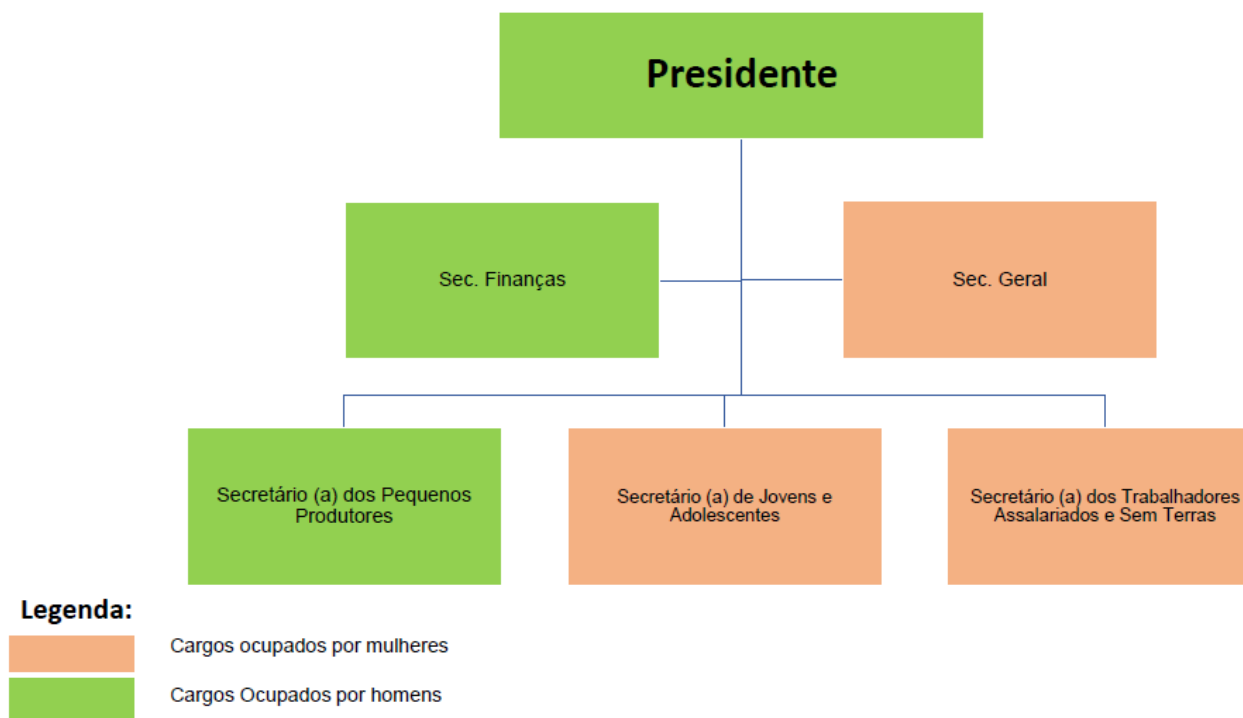 Presidente
Sec. Finanças
Sec. Geral
Secretário (a) dos Pequenos
Produtores
Secretário (a) de Jovens e
Adolescentes
Secretário (a) dos Trabalhadores
Assalariados e Sem Terras
Legenda:
Cargos ocupados por mulheres
Cargos Ocupados por homens